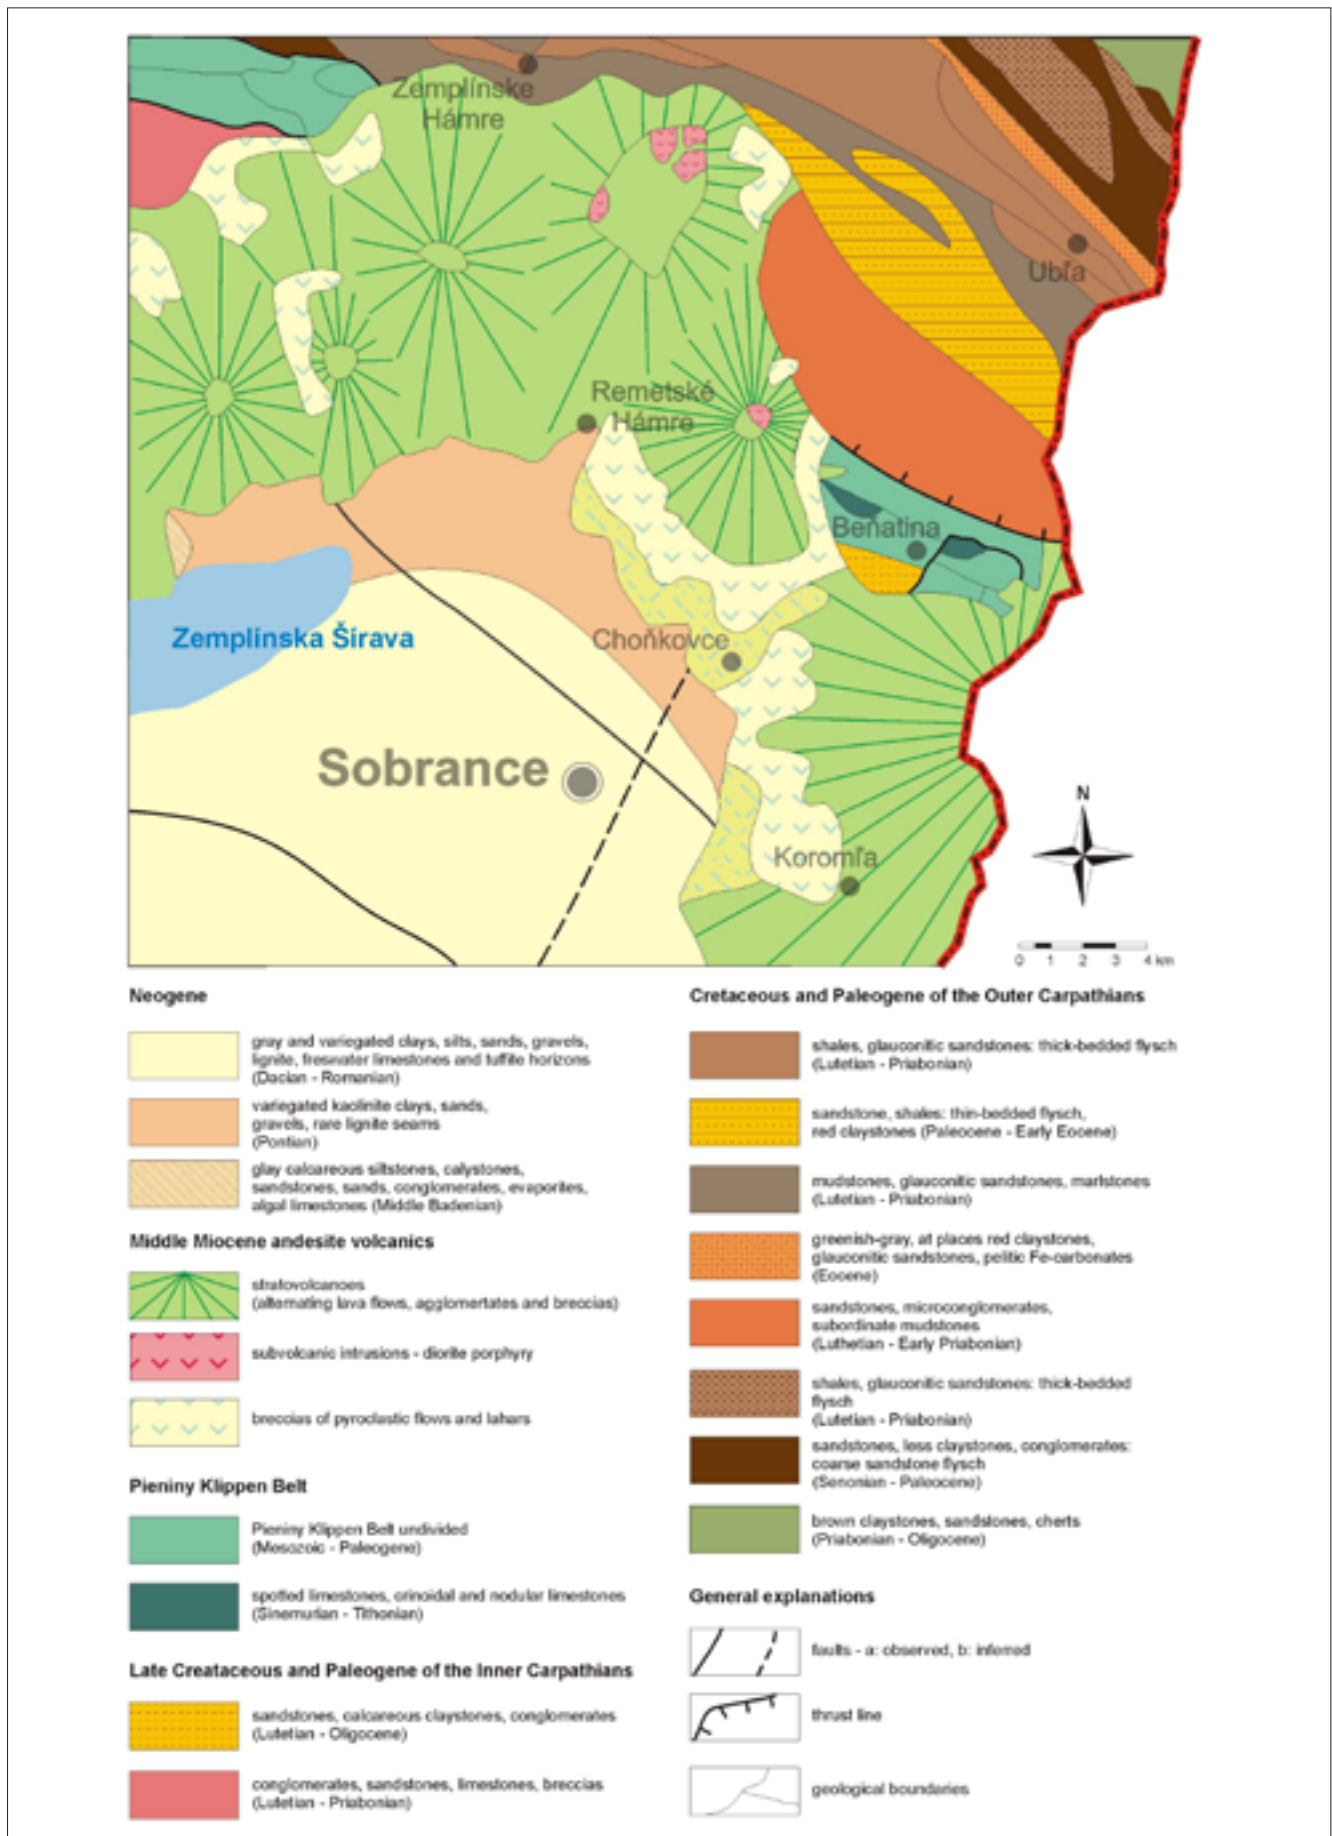 Zemplínske
Hámre
Ubľa
Remetské
Hámre
Beňatina
Zemplínska Šírava
Choňkovce
Sobrance
N
Koromľa
0 1 2 3 4 km
Neogene
gray and variegated clays, silts, sands, gravels,
lignite, freswater limestones and tuffite horizons
(Dacian - Romanian)
variegated kaolinite clays, sands,
gravels, rare lignite seams
(Pontian)
glay calcareous siltstones, calystones,
sandstones, sands, conglomerates, evaporites,
algal limestones (Middle Badenian)
Middle Miocene andesite volcanics
stratovolcanoes
(alternating lava flows, agglomertates and breccias)
subvolcanic intrusions - diorite porphyry
breccias of pyroclastic flows and lahars
Pieniny Klippen Belt
Pieniny Klippen Belt undivided
(Mesozoic - Paleogene)
spotted limestones, crinoidal and nodular limestones
(Sinemurian - Tithonian)
Late Creataceous and Paleogene of the Inner Carpathians
sandstones, calcareous claystones, conglomerates
(Lutetian - Oligocene)
conglomerates, sandstones, limestones, breccias
(Lutetian - Priabonian)
Cretaceous and Paleogene of the Outer Carpathians
shales, glauconitic sandstones: thick-bedded flysch
(Lutetian - Priabonian)
sandstone, shales: thin-bedded flysch,
red claystones (Paleocene - Early Eocene)
mudstones, glauconitic sandstones, marlstones
(Lutetian - Priabonian)
greenish-gray, at places red claystones,
glauconitic sandstones, pelitic Fe-carbonates
(Eocene)
sandstones, microconglomerates,
subordinate mudstones
(Luthetian - Early Priabonian)
shales, glauconitic sandstones: thick-bedded
flysch
(Lutetian - Priabonian)
sandstones, less claystones, conglomerates:
coarse sandstone flysch
(Senonian - Paleocene)
brown claystones, sandstones, cherts
(Priabonian - Oligocene)
General explanations
faults - a: observed, b: inferred
thrust line
geological boundaries